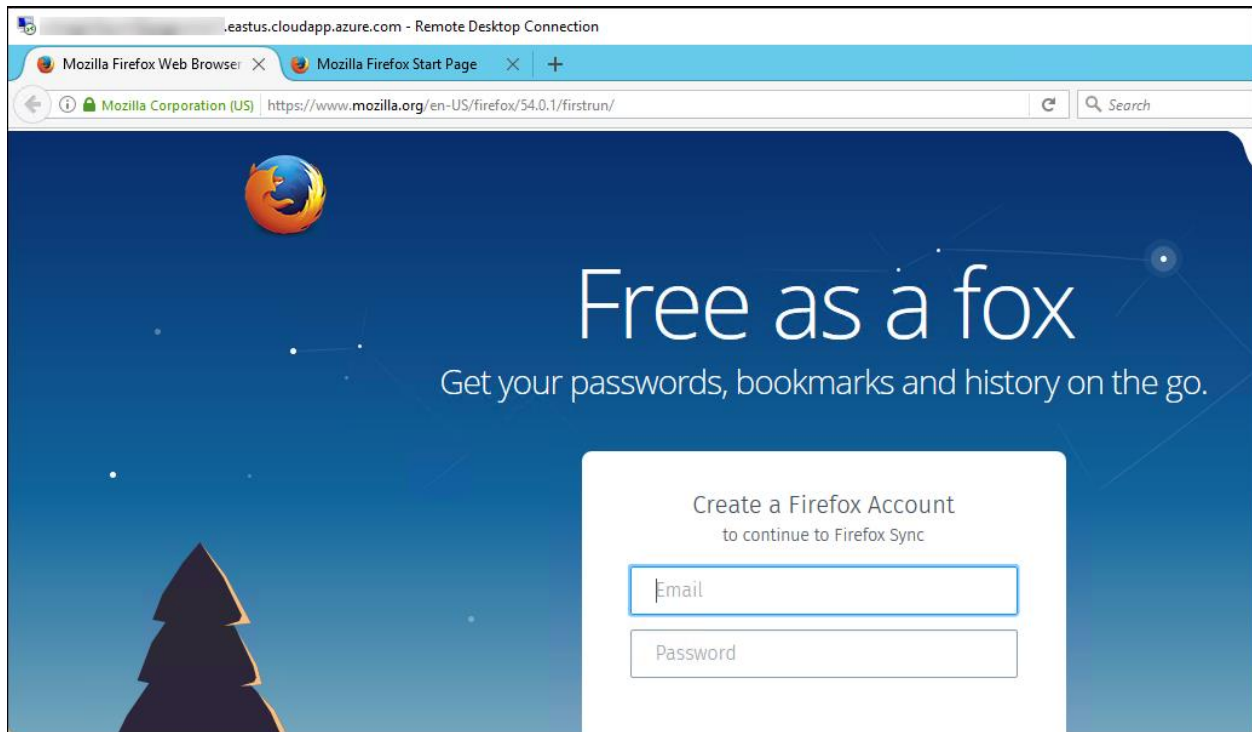 .eastus.cloudapp.azure.com - Remote Desktop Connection
Mozilla Firefox Web Browser
Mozilla Firefox Start Page
Mozilla Corporation (US) https://www.mozilla.org/en-US/firefox/54.0.1/firstrun/
Search
Free as a fox
Get your passwords, bookmarks and history on the go.
Create a Firefox Account
to continue to Firefox Sync
Email
Password